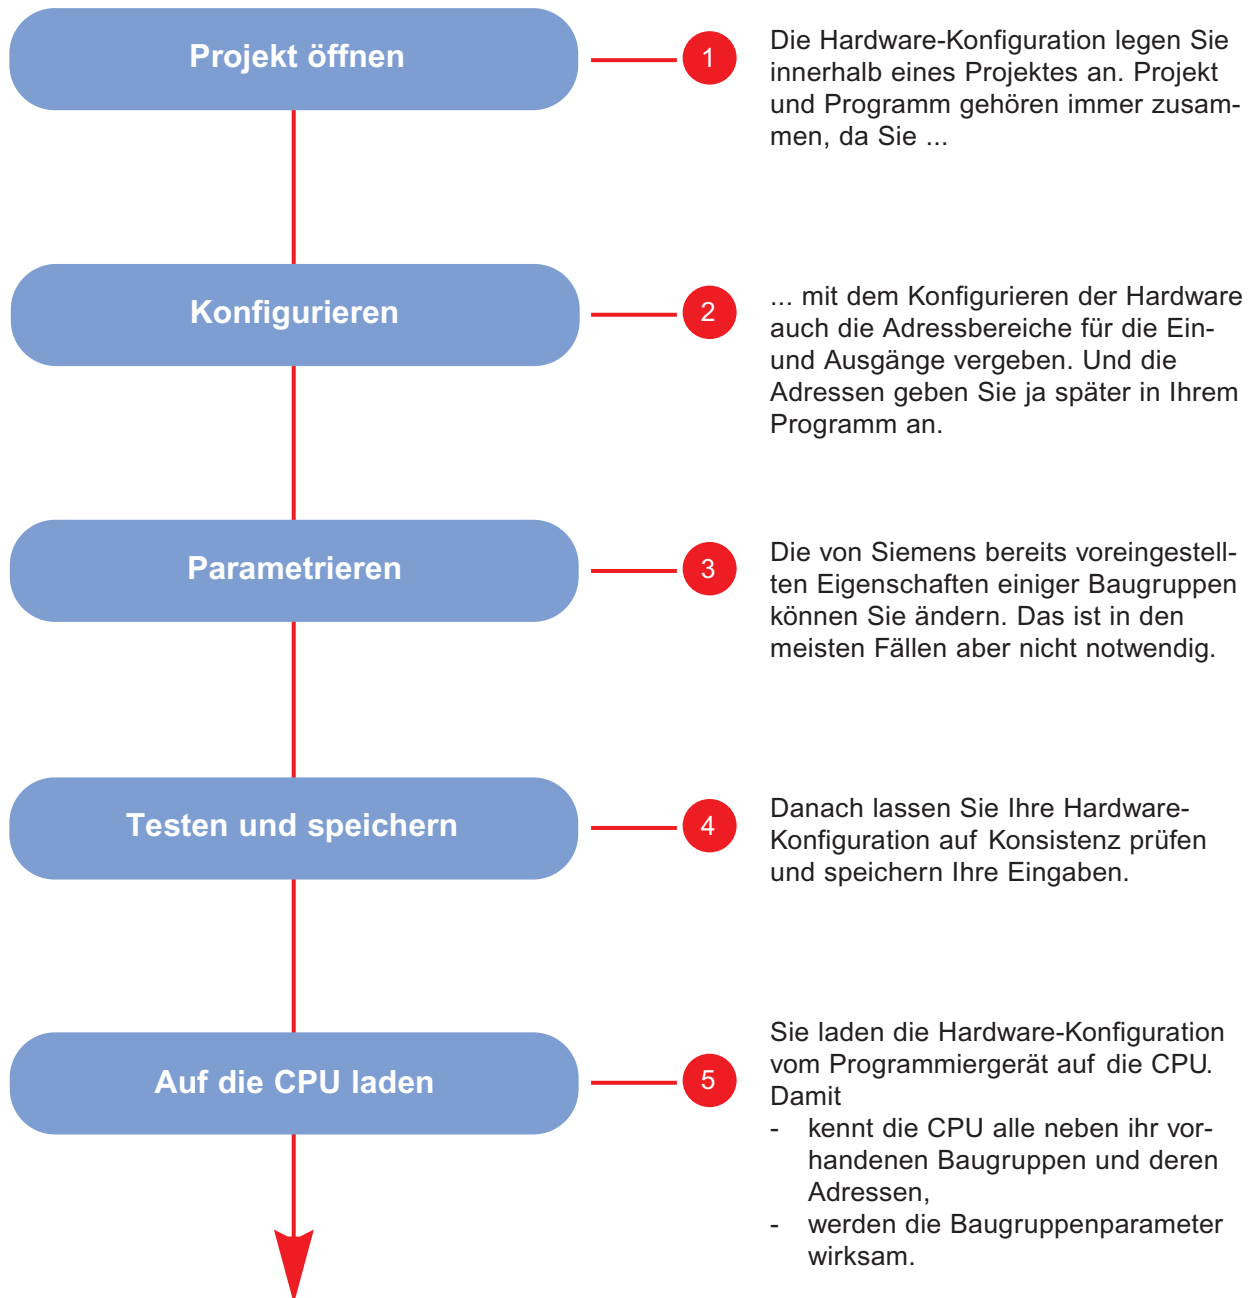 Projekt öffnen
1
Die Hardware-Konfiguration legen Sie
innerhalb eines Projektes an. Projekt
und Programm gehören immer zusam-
men, da Sie ...
Konfigurieren
2
... mit dem Konfigurieren der Hardware
auch die Adressbereiche für die Ein-
und Ausgänge vergeben. Und die
Adressen geben Sie ja später in Ihrem
Programm an.
Parametrieren
3
Die von Siemens bereits voreingestell-
ten Eigenschaften einiger Baugruppen
können Sie ändern. Das ist in den
meisten Fällen aber nicht notwendig.
Testen und speichern
4
Danach lassen Sie Ihre Hardware-
Konfiguration auf Konsistenz prüfen
und speichern Ihre Eingaben.
Auf die CPU laden
5
Sie laden die Hardware-Konfiguration
vom Programmiergerät auf die CPU.
Damit
- kennt die CPU alle neben ihr vor-
handenen Baugruppen und deren
Adressen,
- werden die Baugruppenparameter
wirksam.